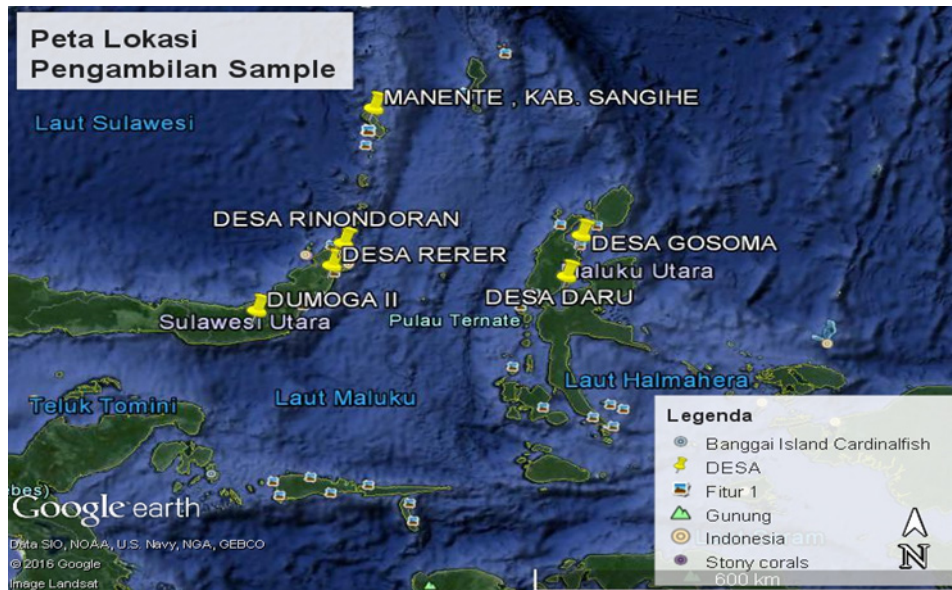 Peta Lokasi
Pengambilan Sample
MANENTE , KAB. SANGIHE
Laut Sulawesi
DESA RINONDORAN
DESA GOSOMA
DESA RERER
aluku Utara
DUMOGA II
DESA DARU
Sulawesi Utara
Pulau Ternate
Laut Halmahera
Laut Maluku
Teluk Tomini
Legenda
Banggai Island Cardinalfish
DESA
Fitur 1
Gunung
Indonesia
Stony corals
600 km
N
ebes)
Google earth
Data SIO, NOAA, U.S. Navy, NGA, GEBCO
© 2016 Google
Image Landsat